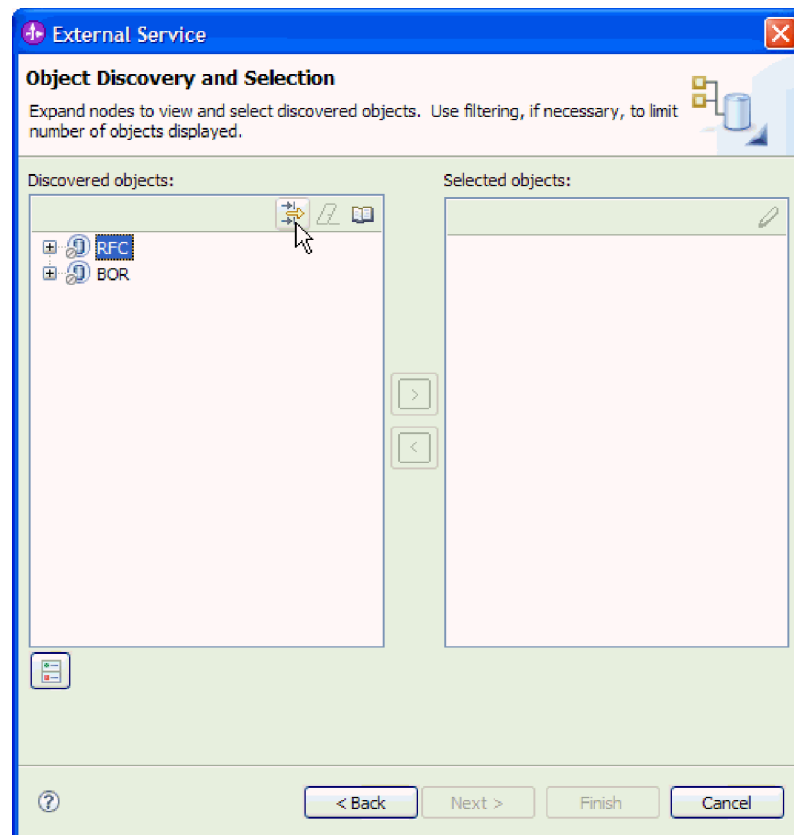 External Service
Object Discovery and Selection
Expand nodes to view and select discovered objects.  Use filtering, if necessary, to limit
number of objects displayed.
Discovered objects:
Selected objects:
RFC
BOR
>
<
?
< Back
Next >
Finish
Cancel